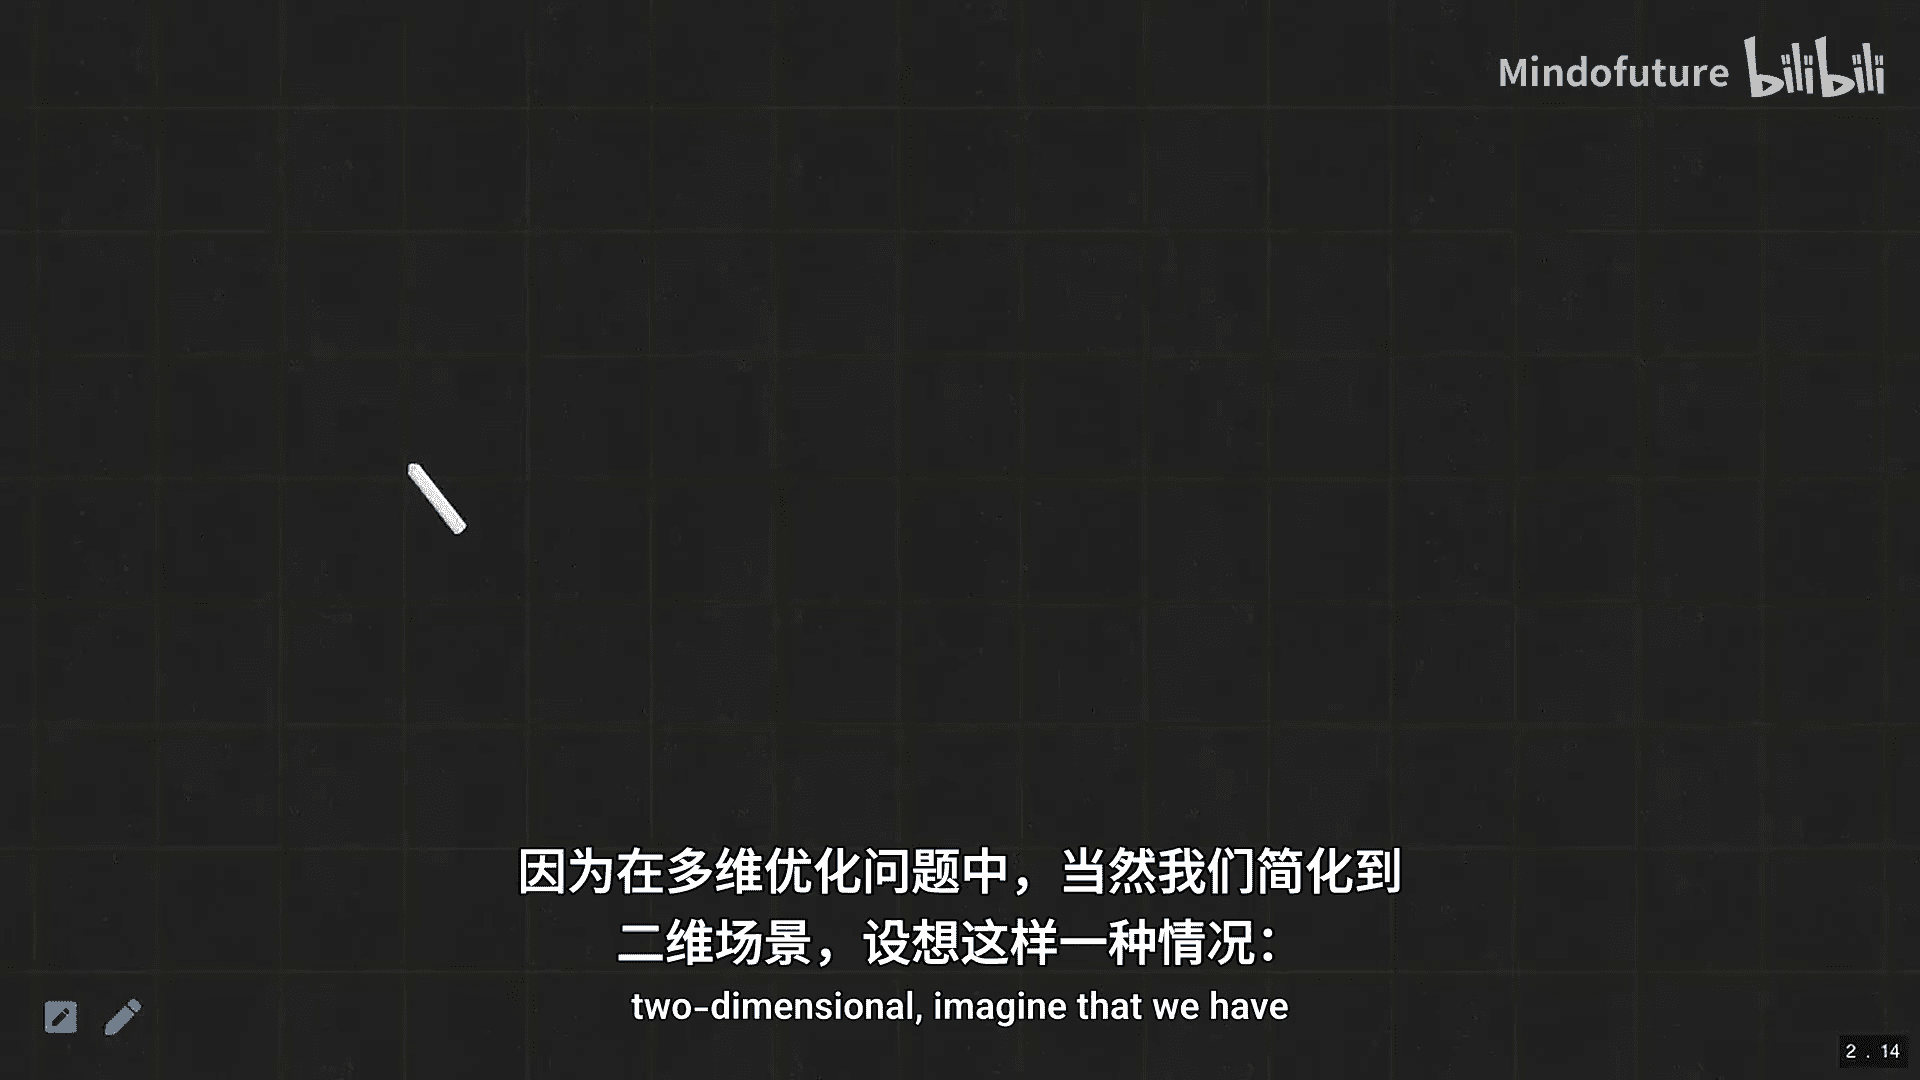 Mindofuture bilibili
因为在多维优化问题中，当然我们简化到
二维场景，设想这样一种情况：
two-dimensional, imagine that we have
2 . 14